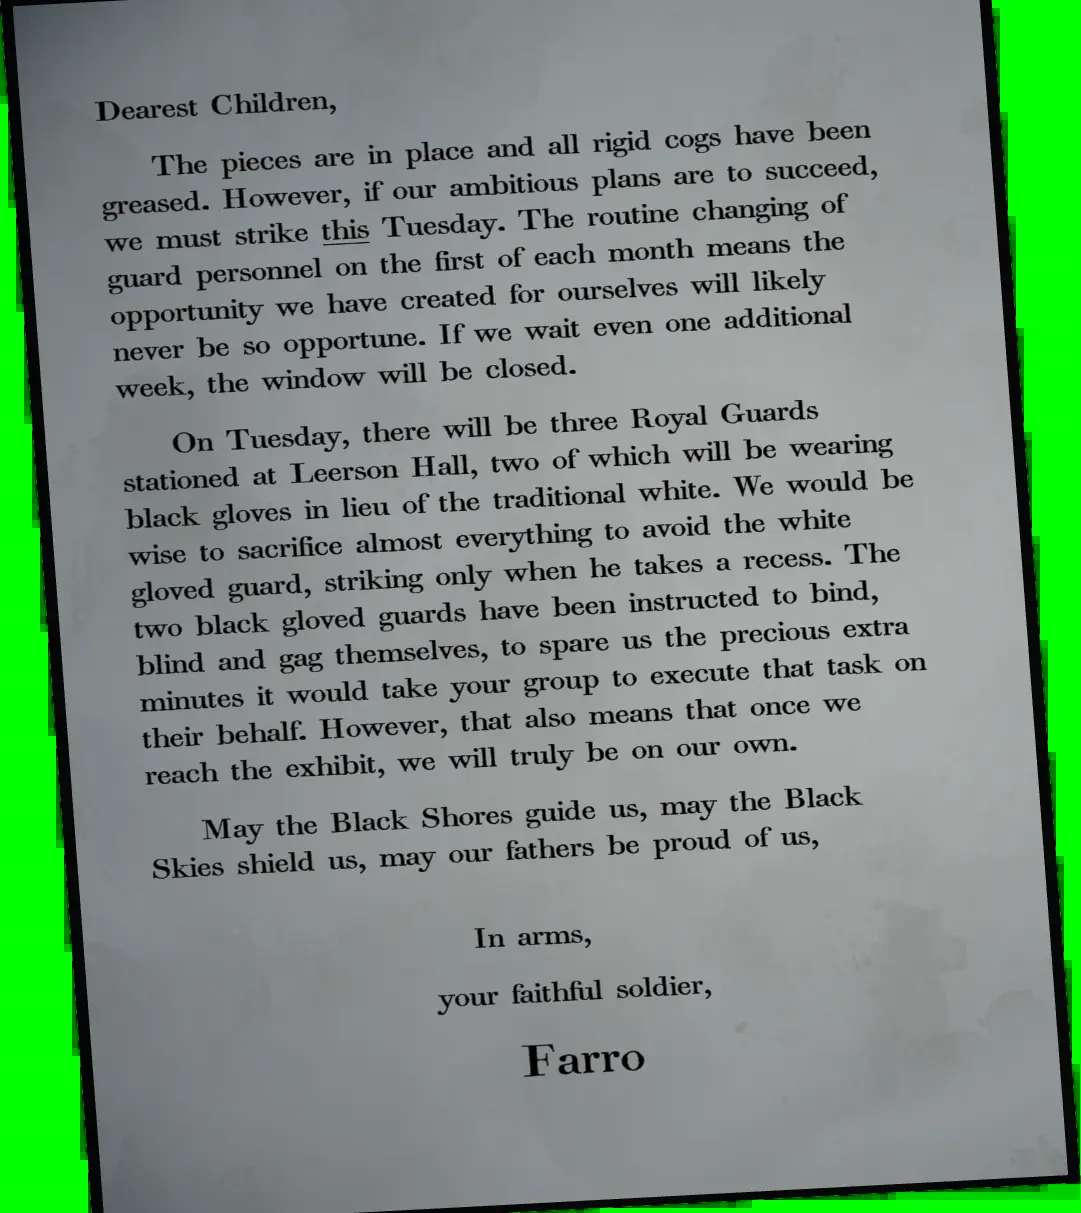 Dearest Children,
The pieces are in place and all rigid cogs have been
greased. However, if our ambitious plans are to succeed,
we must strike this Tuesday. The routine changing of
guard personnel on the first of each month means the
opportunity we have created for ourselves will likely
never be so opportune. If we wait even one additional
week, the window will be closed.
On Tuesday, there will be three Royal Guards
stationed at Leerson Hall, two of which will be wearing
black gloves in lieu of the traditional white. We would be
wise to sacrifice almost everything to avoid the white
gloved guard, striking only when he takes a recess. The
two black gloved guards have been instructed to bind,
blind and gag themselves, to spare us the precious extra
minutes it would take your group to execute that task on
their behalf. However, that also means that once we
reach the exhibit, we will truly be on our own.
May the Black Shores guide us, may the Black
Skies shield us, may our fathers be proud of us,
In arms,
your faithful soldier,
Farro